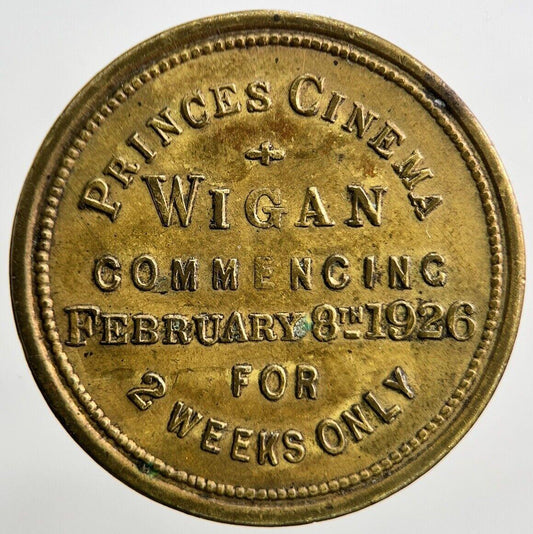 PRINCES CINEMA
WIGAN
COMMENCING
FEBRUARY 8TH 1926
FOR
2 WEEKS ONLY